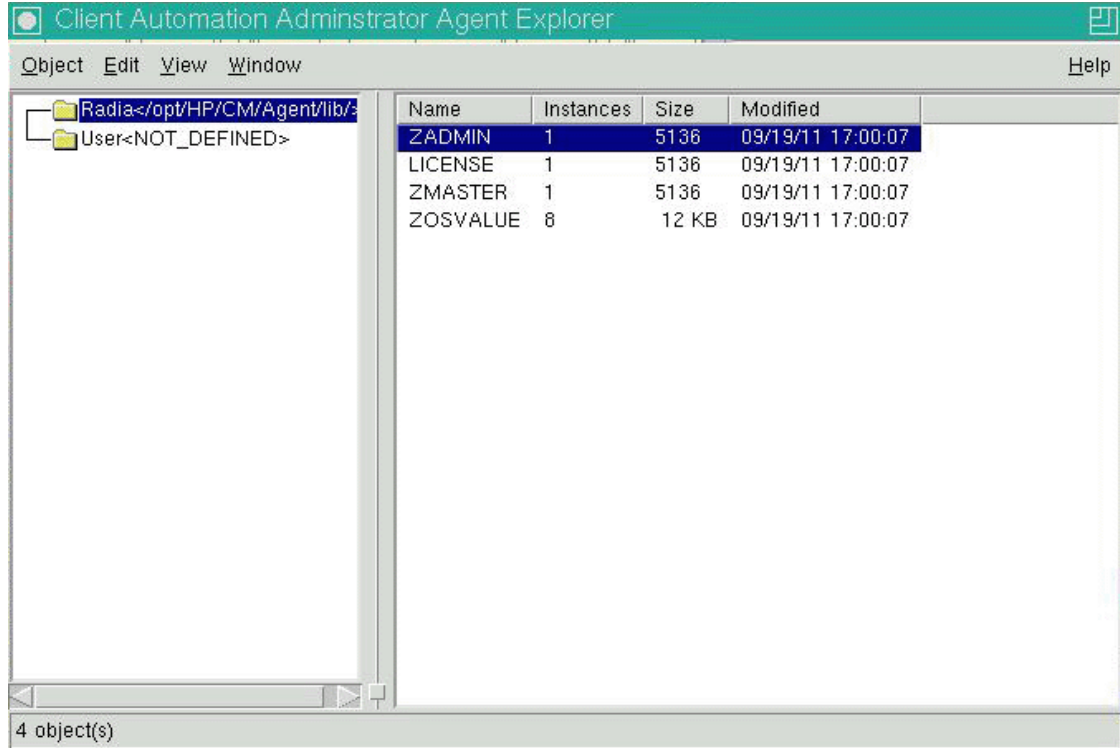 Client Automation Adminstrator Agent Explorer
Object Edit View Window Help
Radia</opt/HP/CM/Agent/lib/>
User<NOT_DEFINED>
Name Instances Size Modified
ZADMIN 1 5136 09/19/11 17:00:07
LICENSE 1 5136 09/19/11 17:00:07
ZMASTER 1 5136 09/19/11 17:00:07
ZOSVALUE 8 12 KB 09/19/11 17:00:07
4 object(s)